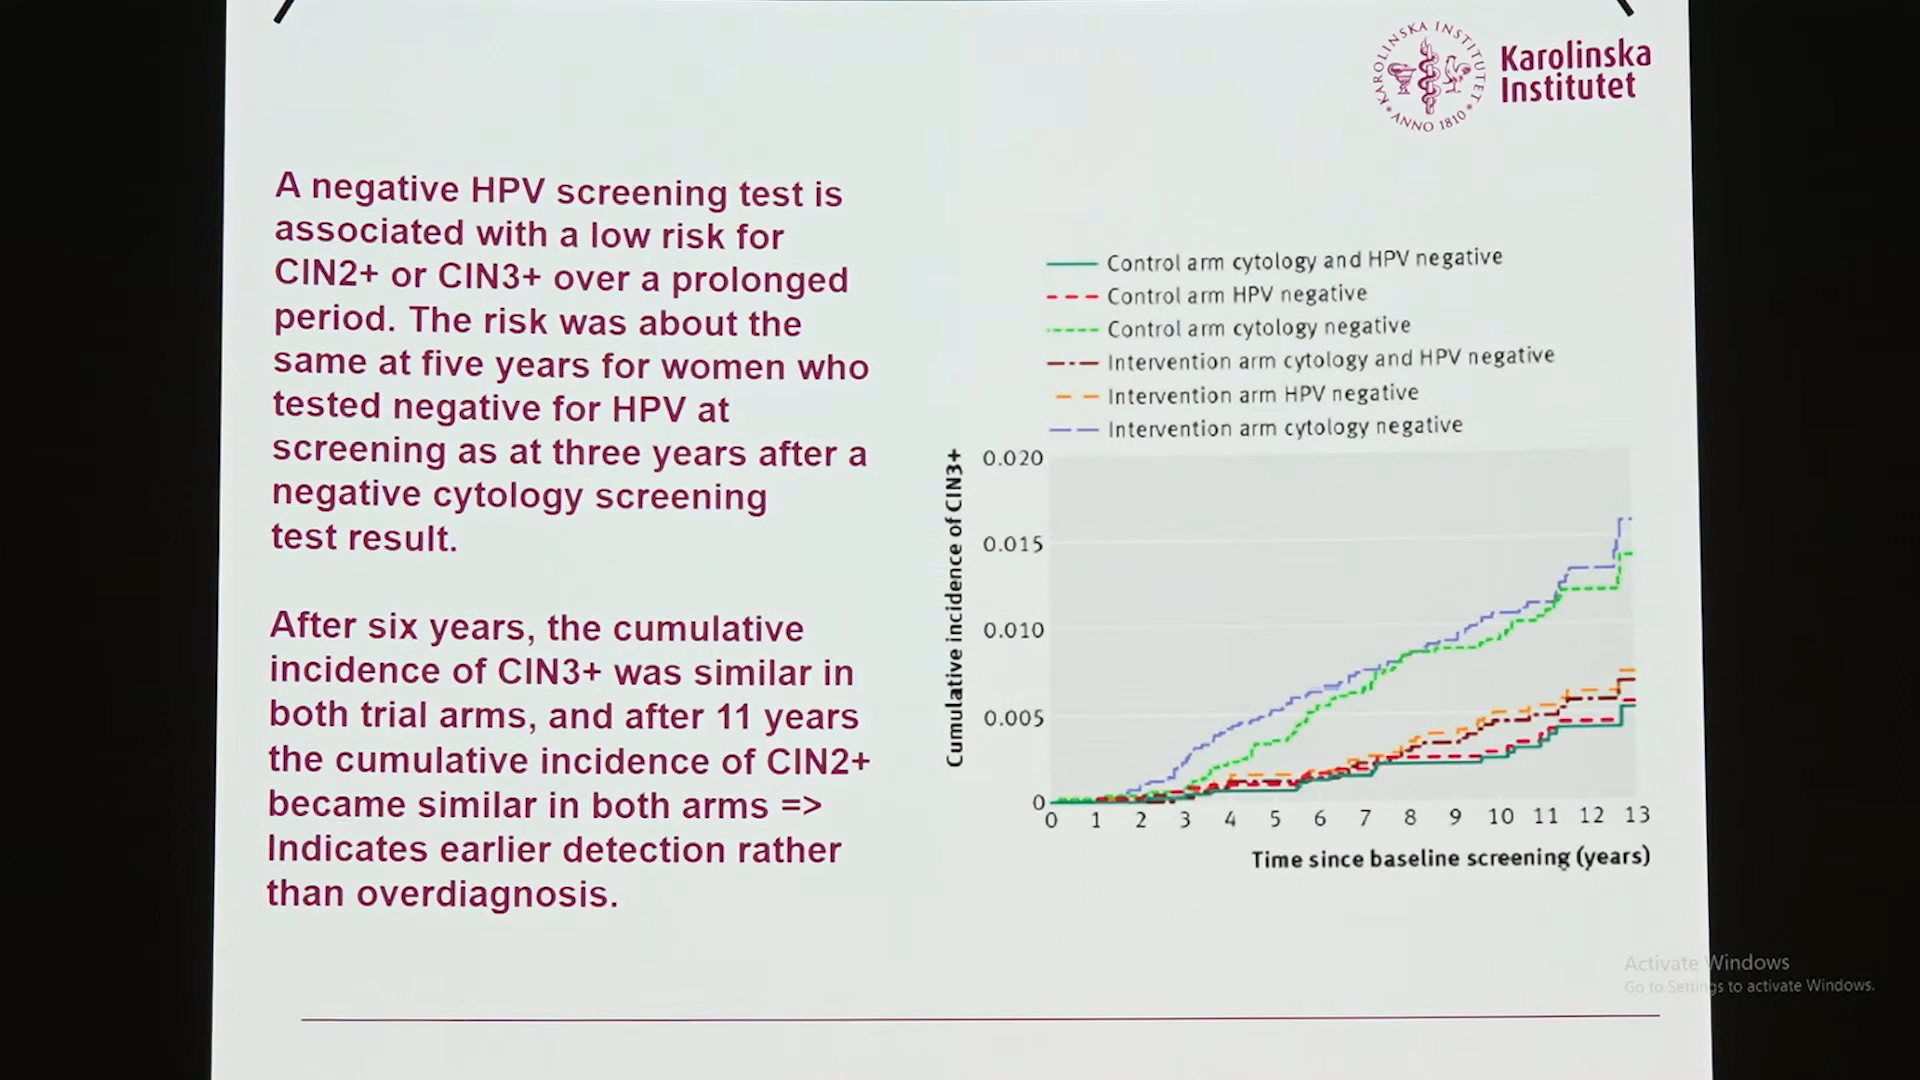 KAROLINSKA INSTITUTET
ANNO 1810
Karolinska
Institutet
A negative HPV screening test is
associated with a low risk for
CIN2+ or CIN3+ over a prolonged
period. The risk was about the
same at five years for women who
tested negative for HPV at
screening as at three years after a
negative cytology screening
test result.
After six years, the cumulative
incidence of CIN3+ was similar in
both trial arms, and after 11 years
the cumulative incidence of CIN2+
became similar in both arms =>
Indicates earlier detection rather
than overdiagnosis.
Control arm cytology and HPV negative
Control arm HPV negative
Control arm cytology negative
Intervention arm cytology and HPV negative
Intervention arm HPV negative
Intervention arm cytology negative
Cumulative incidence of CIN3+
0.020
0.015
0.010
0.005
0
0 1 2 3 4 5 6 7 8 9 10 11 12 13
Time since baseline screening (years)
Activate Windows
Go to Settings to activate Windows.